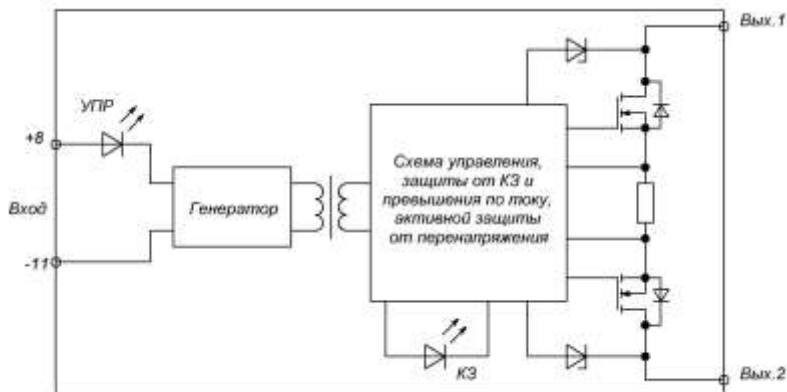 Вых.1
УПР
+8
Схема управления,
защиты от КЗ и
превышения по току,
активной защиты
от перенапряжения
Вход
Генератор
-11
КЗ
Вых.2